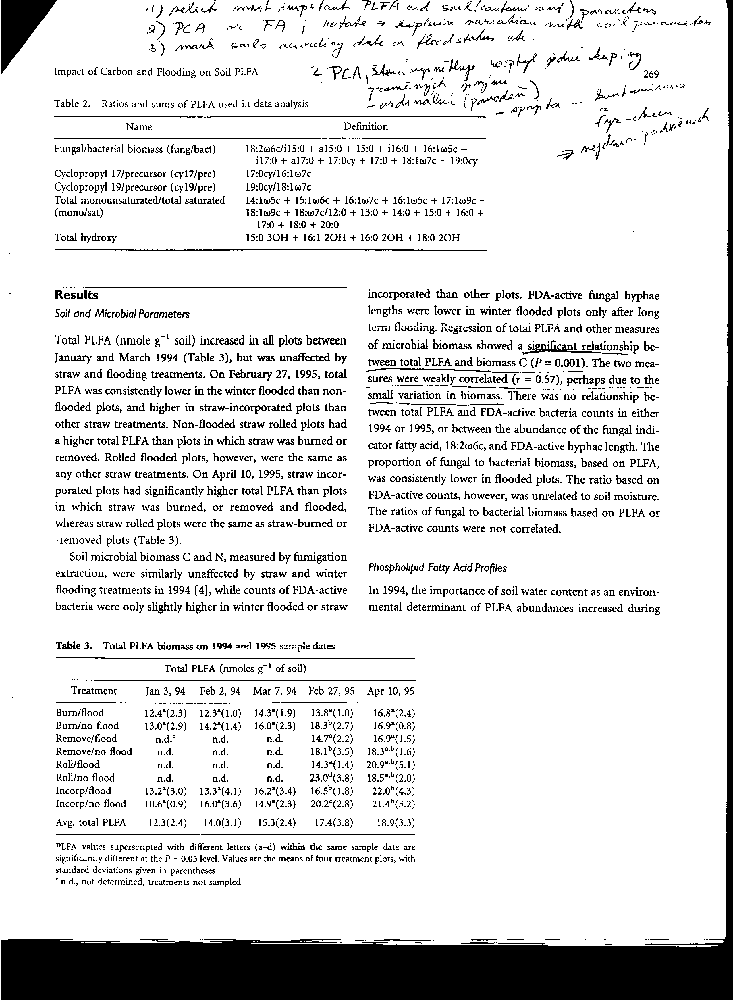 1) select most important PLFA and soil (contaminant) parameters
2) PCA or FA ; rotate ⇒ explain variation with soil parameter
3) mark soils according date or flood status etc.
Impact of Carbon and Flooding on Soil PLFA
PCA, která vysvětluje rozptyl jedné skupiny
proměnných jinými
269
- ordinální (
Table 2. Ratios and sums of PLFA used in data analysis
Name Definition
Fungal/bacterial biomass (fung/bact) 18:2ω6c/i15:0 + a15:0 + 15:0 + i16:0 + 16:1ω5c +
i17:0 + a17:0 + 17:0cy + 17:0 + 18:1ω7c + 19:0cy
Cyclopropyl 17/precursor (cy17/pre) 17:0cy/16:1ω7c
Cyclopropyl 19/precursor (cy19/pre) 19:0cy/18:1ω7c
Total monounsaturated/total saturated 14:1ω5c + 15:1ω6c + 16:1ω7c + 16:1ω5c + 17:1ω9c +
(mono/sat) 18:1ω9c + 18:ω7c/12:0 + 13:0 + 14:0 + 15:0 + 16:0 +
17:0 + 18:0 + 20:0
Total hydroxy 15:0 3OH + 16:1 2OH + 16:0 2OH + 18:0 2OH
Results
Soil and Microbial Parameters
Total PLFA (nmole g⁻¹ soil) increased in all plots between
January and March 1994 (Table 3), but was unaffected by
straw and flooding treatments. On February 27, 1995, total
PLFA was consistently lower in the winter flooded than non-
flooded plots, and higher in straw-incorporated plots than
other straw treatments. Non-flooded straw rolled plots had
a higher total PLFA than plots in which straw was burned or
removed. Rolled flooded plots, however, were the same as
any other straw treatments. On April 10, 1995, straw incor-
porated plots had significantly higher total PLFA than plots
in which straw was burned, or removed and flooded,
whereas straw rolled plots were the same as straw-burned or
-removed plots (Table 3).
Soil microbial biomass C and N, measured by fumigation
extraction, were similarly unaffected by straw and winter
flooding treatments in 1994 [4], while counts of FDA-active
bacteria were only slightly higher in winter flooded or straw
incorporated than other plots. FDA-active fungal hyphae
lengths were lower in winter flooded plots only after long
term flooding. Regression of total PLFA and other measures
of microbial biomass showed a significant relationship be-
tween total PLFA and biomass C (P = 0.001). The two mea-
sures were weakly correlated (r = 0.57), perhaps due to the
small variation in biomass. There was no relationship be-
tween total PLFA and FDA-active bacteria counts in either
1994 or 1995, or between the abundance of the fungal indi-
cator fatty acid, 18:2ω6c, and FDA-active hyphae length. The
proportion of fungal to bacterial biomass, based on PLFA,
was consistently lower in flooded plots. The ratio based on
FDA-active counts, however, was unrelated to soil moisture.
The ratios of fungal to bacterial biomass based on PLFA or
FDA-active counts were not correlated.
Phospholipid Fatty Acid Profiles
In 1994, the importance of soil water content as an environ-
mental determinant of PLFA abundances increased during
Table 3. Total PLFA biomass on 1994 and 1995 sample dates
Total PLFA (nmoles g⁻¹ of soil)
Treatment Jan 3, 94 Feb 2, 94 Mar 7, 94 Feb 27, 95 Apr 10, 95
Burn/flood 12.4ᵃ(2.3) 12.3ᵃ(1.0) 14.3ᵃ(1.9) 13.8ᵃ(1.0) 16.8ᵃ(2.4)
Burn/no flood 13.0ᵃ(2.9) 14.2ᵃ(1.4) 16.0ᵃ(2.3) 18.3ᵇ(2.7) 16.9ᵃ(0.8)
Remove/flood n.d.ᵉ n.d. n.d. 14.7ᵃ(2.2) 16.9ᵃ(1.5)
Remove/no flood n.d. n.d. n.d. 18.1ᵇ(3.5) 18.3ᵃ·ᵇ(1.6)
Roll/flood n.d. n.d. n.d. 14.3ᵃ(1.4) 20.9ᵃ·ᵇ(5.1)
Roll/no flood n.d. n.d. n.d. 23.0ᵈ(3.8) 18.5ᵃ·ᵇ(2.0)
Incorp/flood 13.2ᵃ(3.0) 13.3ᵃ(4.1) 16.2ᵃ(3.4) 16.5ᵇ(1.8) 22.0ᵇ(4.3)
Incorp/no flood 10.6ᵃ(0.9) 16.0ᵃ(3.6) 14.9ᵃ(2.3) 20.2ᶜ(2.8) 21.4ᵇ(3.2)
Avg. total PLFA 12.3(2.4) 14.0(3.1) 15.3(2.4) 17.4(3.8) 18.9(3.3)
PLFA values superscripted with different letters (a–d) within the same sample date are
significantly different at the P = 0.05 level. Values are the means of four treatment plots, with
standard deviations given in parentheses
ᵉ n.d., not determined, treatments not sampled